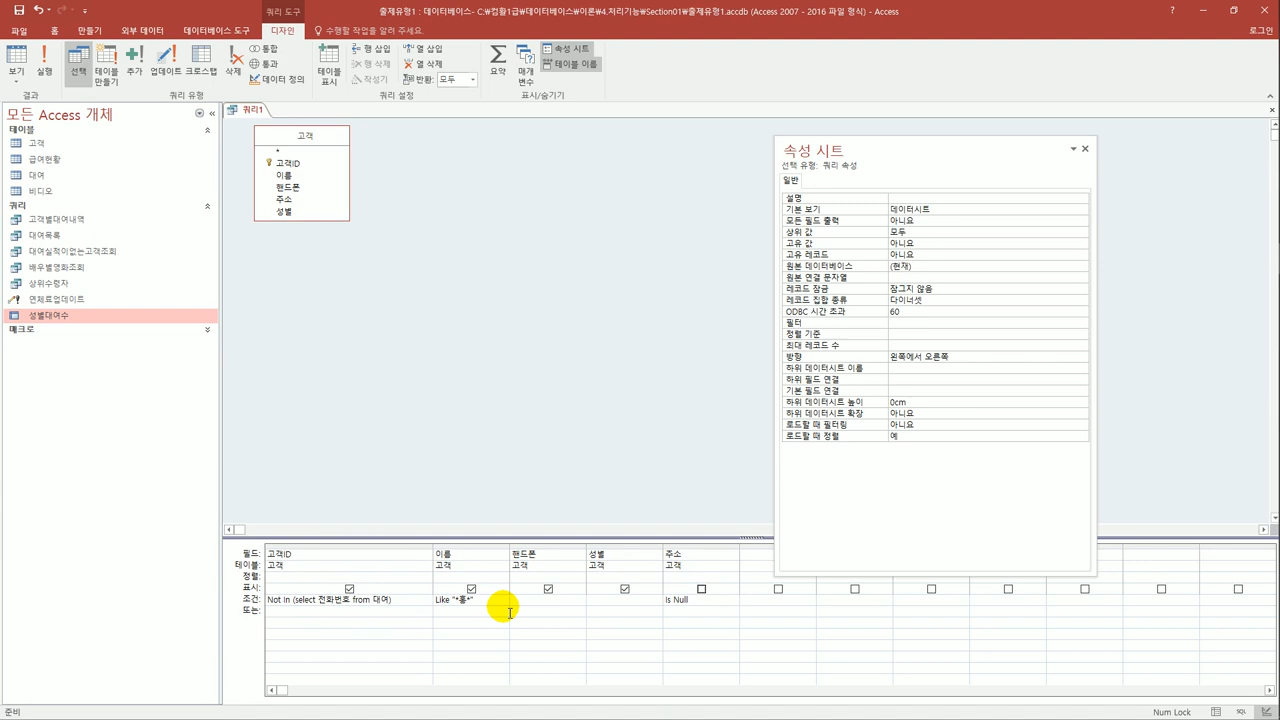 쿼리 도구
출제유형1 : 데이터베이스- C:₩컴활1급₩데이터베이스₩이론₩4.처리기능₩Section01₩출제유형1.accdb (Access 2007 - 2016 파일 형식) - Access
파일 홈 만들기 외부 데이터 데이터베이스 도구 디자인 수행할 작업을 알려 주세요. 로그인
보기 실행 선택 테이블 만들기 추가 업데이트 크로스탭 삭제 통합 통과 데이터 정의 테이블 표시 행 삽입 행 삭제 작성기 열 삽입 열 삭제 반환: 모두 요약 매개 변수 속성 시트 테이블 이름
결과 쿼리 유형 쿼리 설정 표시/숨기기
모든 Access 개체
테이블
고객
급여현황
대여
비디오
쿼리
고객별대여내역
대여목록
대여실적이없는고객조회
배우별영화조회
상위수령자
연체료업데이트
성별대여수
매크로
쿼리1
고객
*
고객ID
이름
핸드폰
주소
성별
속성 시트
선택 유형: 쿼리 속성
일반
설명
기본 보기 데이터시트
모든 필드 출력 아니요
상위 값 모두
고유 값 아니요
고유 레코드 아니요
원본 데이터베이스 (현재)
원본 연결 문자열
레코드 잠금 잠그지 않음
레코드 집합 종류 다이너셋
ODBC 시간 초과 60
필터
정렬 기준
최대 레코드 수
방향 왼쪽에서 오른쪽
하위 데이터시트 이름
하위 필드 연결
기본 필드 연결
하위 데이터시트 높이 0cm
하위 데이터시트 확장 아니요
로드할 때 필터링 아니요
로드할 때 정렬 예
필드: 고객ID 이름 핸드폰 성별 주소
테이블: 고객 고객 고객 고객 고객
정렬:
표시:
조건: Not In (select 전화번호 from 대여) Like "*홍*" Is Null
또는:
준비 Num Lock SQL